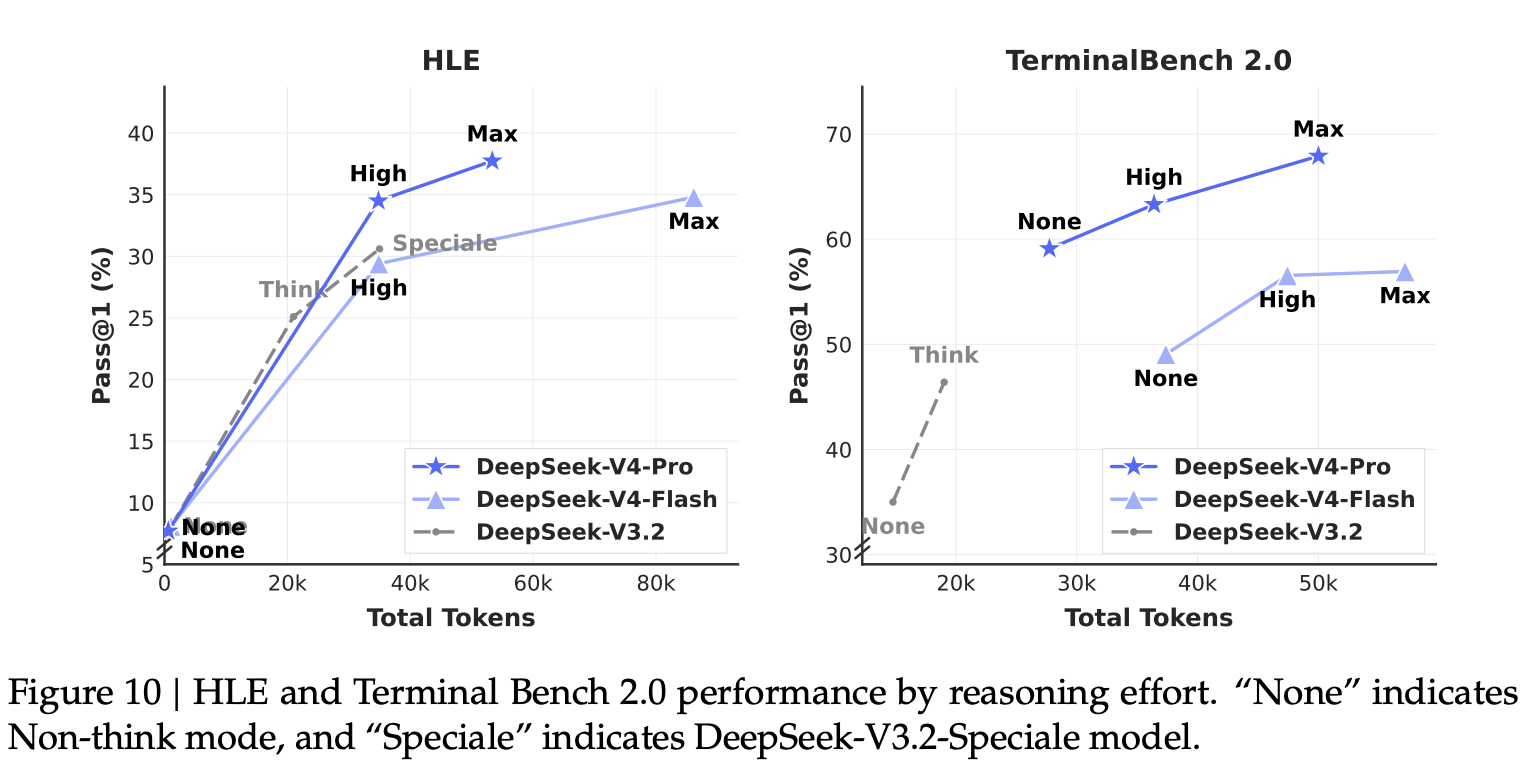 HLE
Pass@1 (%)
40
35
30
25
20
15
10
5
Max
High
Speciale
Max
Think
High
None
None
None
DeepSeek-V4-Pro
DeepSeek-V4-Flash
DeepSeek-V3.2
0 20k 40k 60k 80k
Total Tokens
TerminalBench 2.0
Pass@1 (%)
70
60
50
40
30
Max
High
None
High
Max
Think
None
None
DeepSeek-V4-Pro
DeepSeek-V4-Flash
DeepSeek-V3.2
20k 30k 40k 50k
Total Tokens
Figure 10 | HLE and Terminal Bench 2.0 performance by reasoning effort. “None” indicates
Non-think mode, and “Speciale” indicates DeepSeek-V3.2-Speciale model.